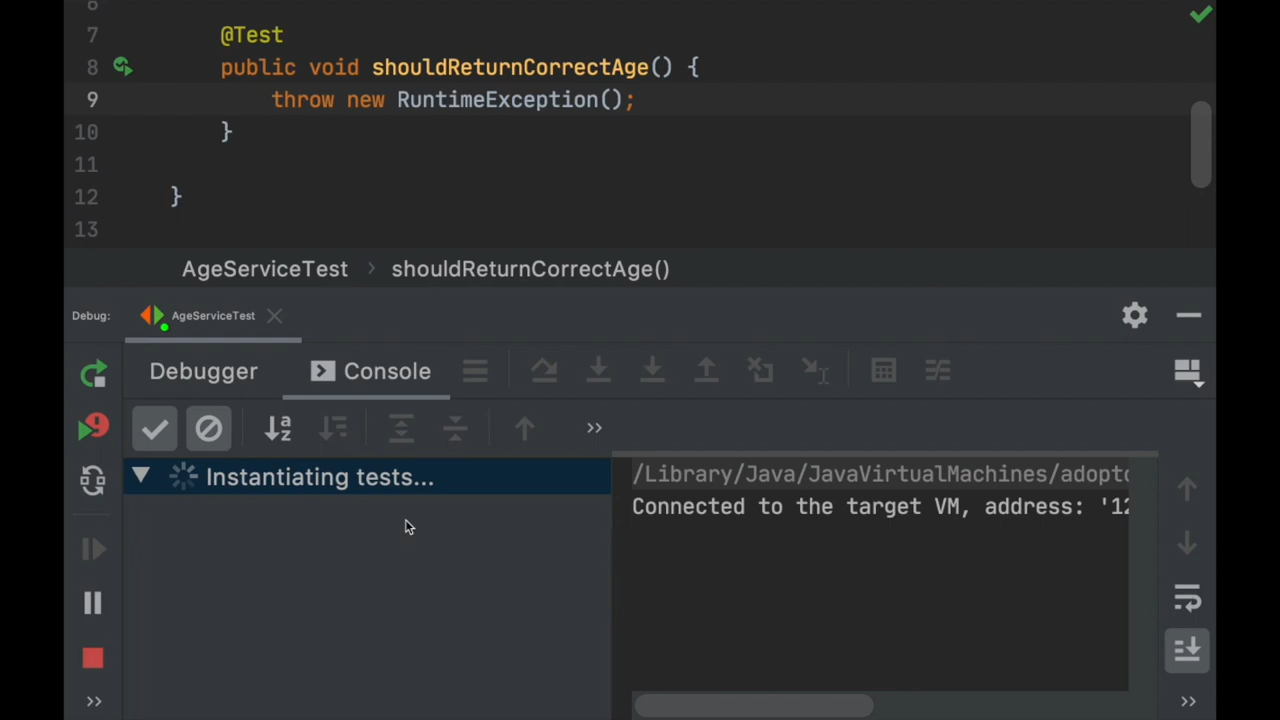 6
7 @Test
8 public void shouldReturnCorrectAge() {
9 throw new RuntimeException();
10 }
11
12 }
13
AgeServiceTest > shouldReturnCorrectAge()
Debug: AgeServiceTest
Debugger Console
Instantiating tests...
/Library/Java/JavaVirtualMachines/adopto
Connected to the target VM, address: '12